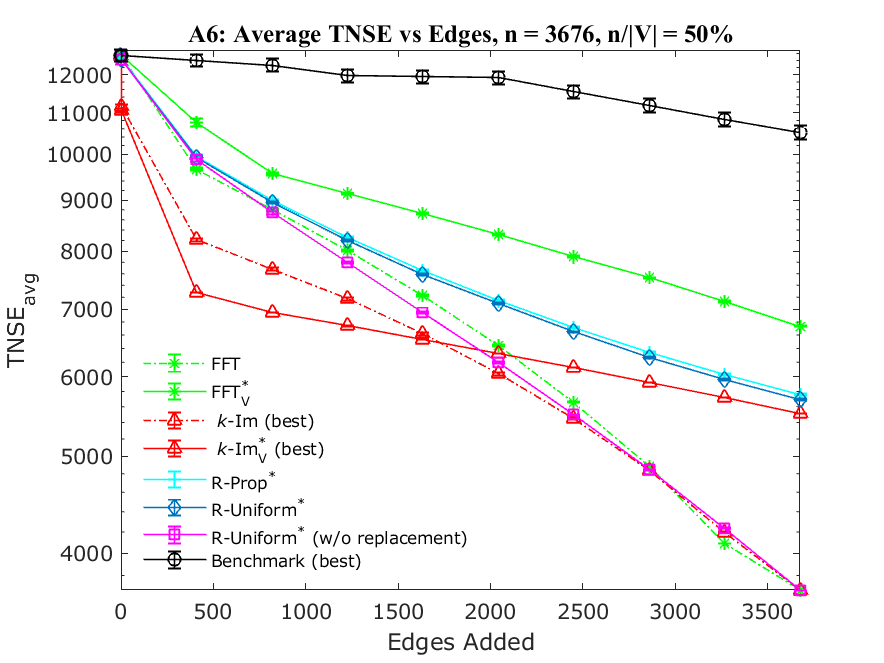 A6: Average TNSE vs Edges, n = 3676, n/|V| = 50%
12000
11000
10000
9000
8000
7000
6000
5000
4000
TNSE_avg
FFT
FFT*_V
k-Im (best)
k-Im*_V (best)
R-Prop*
R-Uniform*
R-Uniform* (w/o replacement)
Benchmark (best)
0 500 1000 1500 2000 2500 3000 3500
Edges Added